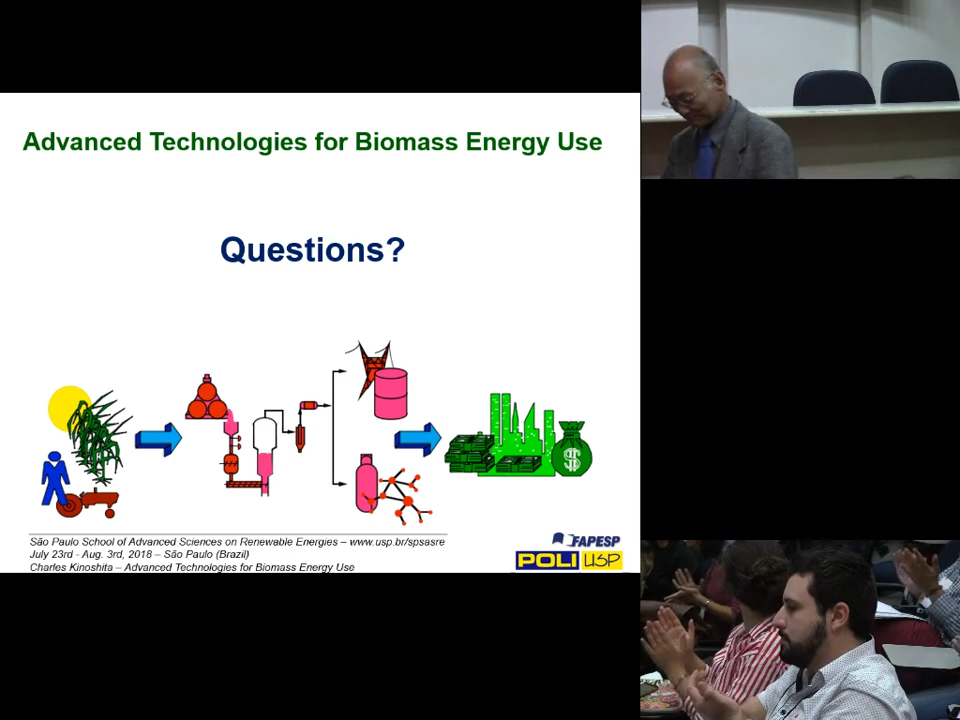 Advanced Technologies for Biomass Energy Use
Questions?
$
São Paulo School of Advanced Sciences on Renewable Energies – www.usp.br/spsasre
July 23rd - Aug. 3rd, 2018 – São Paulo (Brazil)
Charles Kinoshita – Advanced Technologies for Biomass Energy Use
FAPESP
POLI USP